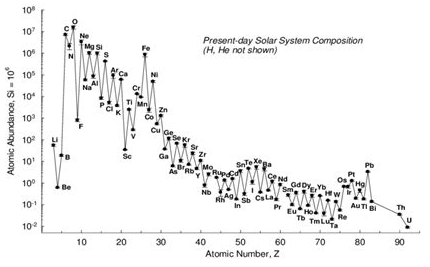 Present-day Solar System Composition
(H, He not shown)
Atomic Abundance, Si = 10⁶
10⁸
10⁷
10⁶
10⁵
10⁴
10³
10²
10¹
10⁰
10⁻¹
10⁻²
Li
Be
B
C
N
O
F
Ne
Na
Mg
Al
Si
P
S
Cl
Ar
K
Ca
Sc
Ti
V
Cr
Mn
Fe
Co
Ni
Cu
Zn
Ga
Ge
As
Se
Br
Kr
Rb
Sr
Y
Zr
Nb
Mo
Ru
Rh
Pd
Ag
Cd
In
Sn
Sb
Te
I
Xe
Cs
Ba
La
Ce
Pr
Nd
Sm
Eu
Gd
Tb
Dy
Ho
Er
Tm
Yb
Lu
Hf
Ta
W
Re
Os
Ir
Pt
Au
Hg
Tl
Pb
Bi
Th
U
0 10 20 30 40 50 60 70 80 90
Atomic Number, Z